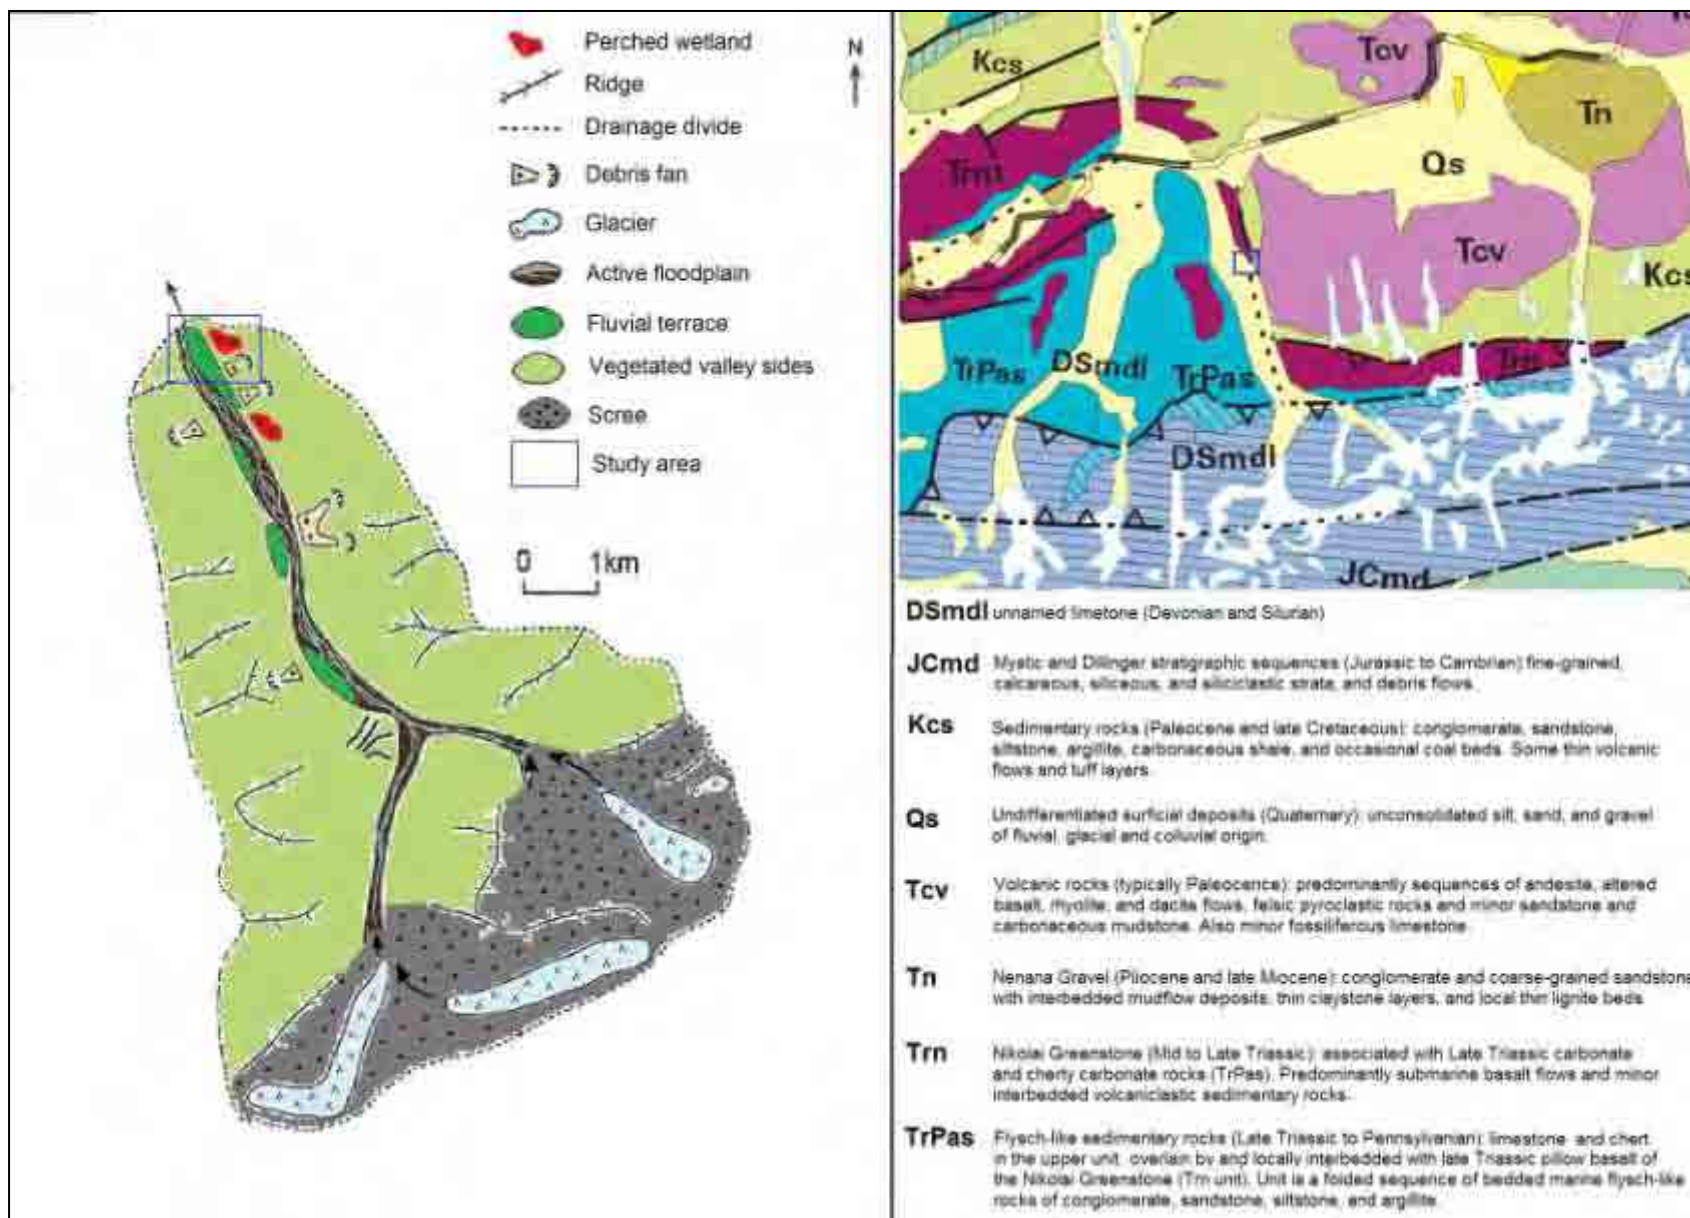 Perched wetland
Ridge
Drainage divide
Debris fan
Glacier
Active floodplain
Fluvial terrace
Vegetated valley sides
Scree
Study area
N
0 1km
Kcs
Tcv
Tn
Trn
Qs
Tcv
Kcs
TrPas
DSmdl
TrPas
Trn
DSmdl
JCmd
DSmdl unnamed limetone (Devonian and Silurian)
JCmd Mystic and Dillinger stratigraphic sequences (Jurassic to Cambrian) fine-grained,
calcareous, siliceous, and siliciclastic strata, and debris flows.
Kcs Sedimentary rocks (Paleocene and late Cretaceous): conglomerate, sandstone,
siltstone, argillite, carbonaceous shale, and occasional coal beds. Some thin volcanic
flows and tuff layers.
Qs Undifferentiated surficial deposits (Quaternary): unconsolidated silt, sand, and gravel
of fluvial, glacial and colluvial origin.
Tcv Volcanic rocks (typically Paleocence): predominantly sequences of andesite, altered
basalt, rhyolite, and dacite flows, felsic pyroclastic rocks and minor sandstone and
carbonaceous mudstone. Also minor fossiliferous limestone.
Tn Nenana Gravel (Pliocene and late Miocene): conglomerate and coarse-grained sandstone
with interbedded mudflow deposits, thin claystone layers, and local thin lignite beds.
Trn Nikolai Greenstone (Mid to Late Triassic): associated with Late Triassic carbonate
and cherty carbonate rocks (TrPas). Predominantly submarine basalt flows and minor
interbedded volcaniclastic sedimentary rocks.
TrPas Flysch-like sedimentary rocks (Late Triassic to Pennsylvanian): limestone and chert
in the upper unit overlain by and locally interbedded with late Triassic pillow basalt of
the Nikolai Greenstone (Trn unit). Unit is a folded sequence of bedded marine flysch-like
rocks of conglomerate, sandstone, siltstone, and argillite.